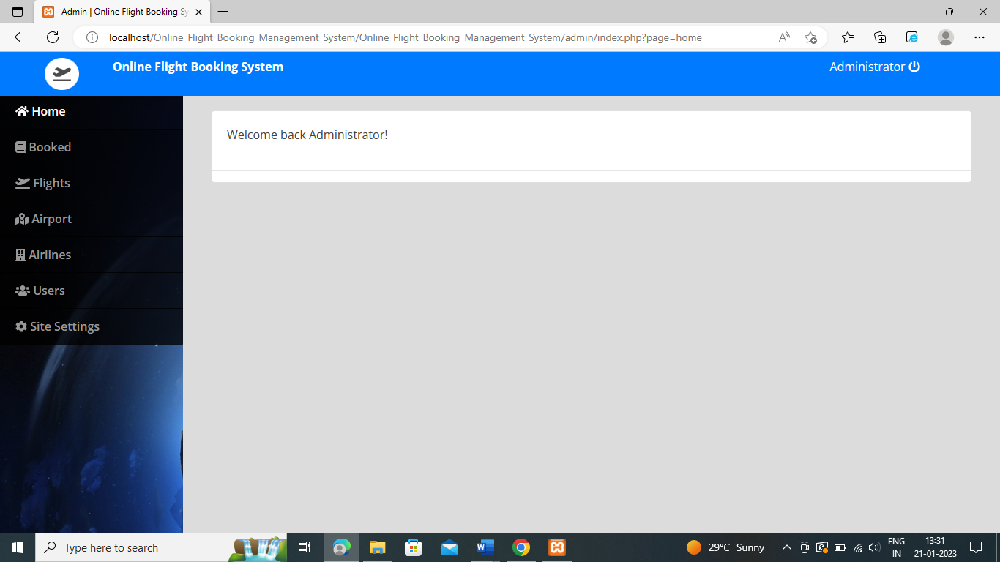 Admin | Online Flight Booking Sy
localhost/Online_Flight_Booking_Management_System/Online_Flight_Booking_Management_System/admin/index.php?page=home
Online Flight Booking System
Administrator
Home
Booked
Flights
Airport
Airlines
Users
Site Settings
Welcome back Administrator!
Type here to search
29°C Sunny
ENG
IN
13:31
21-01-2023